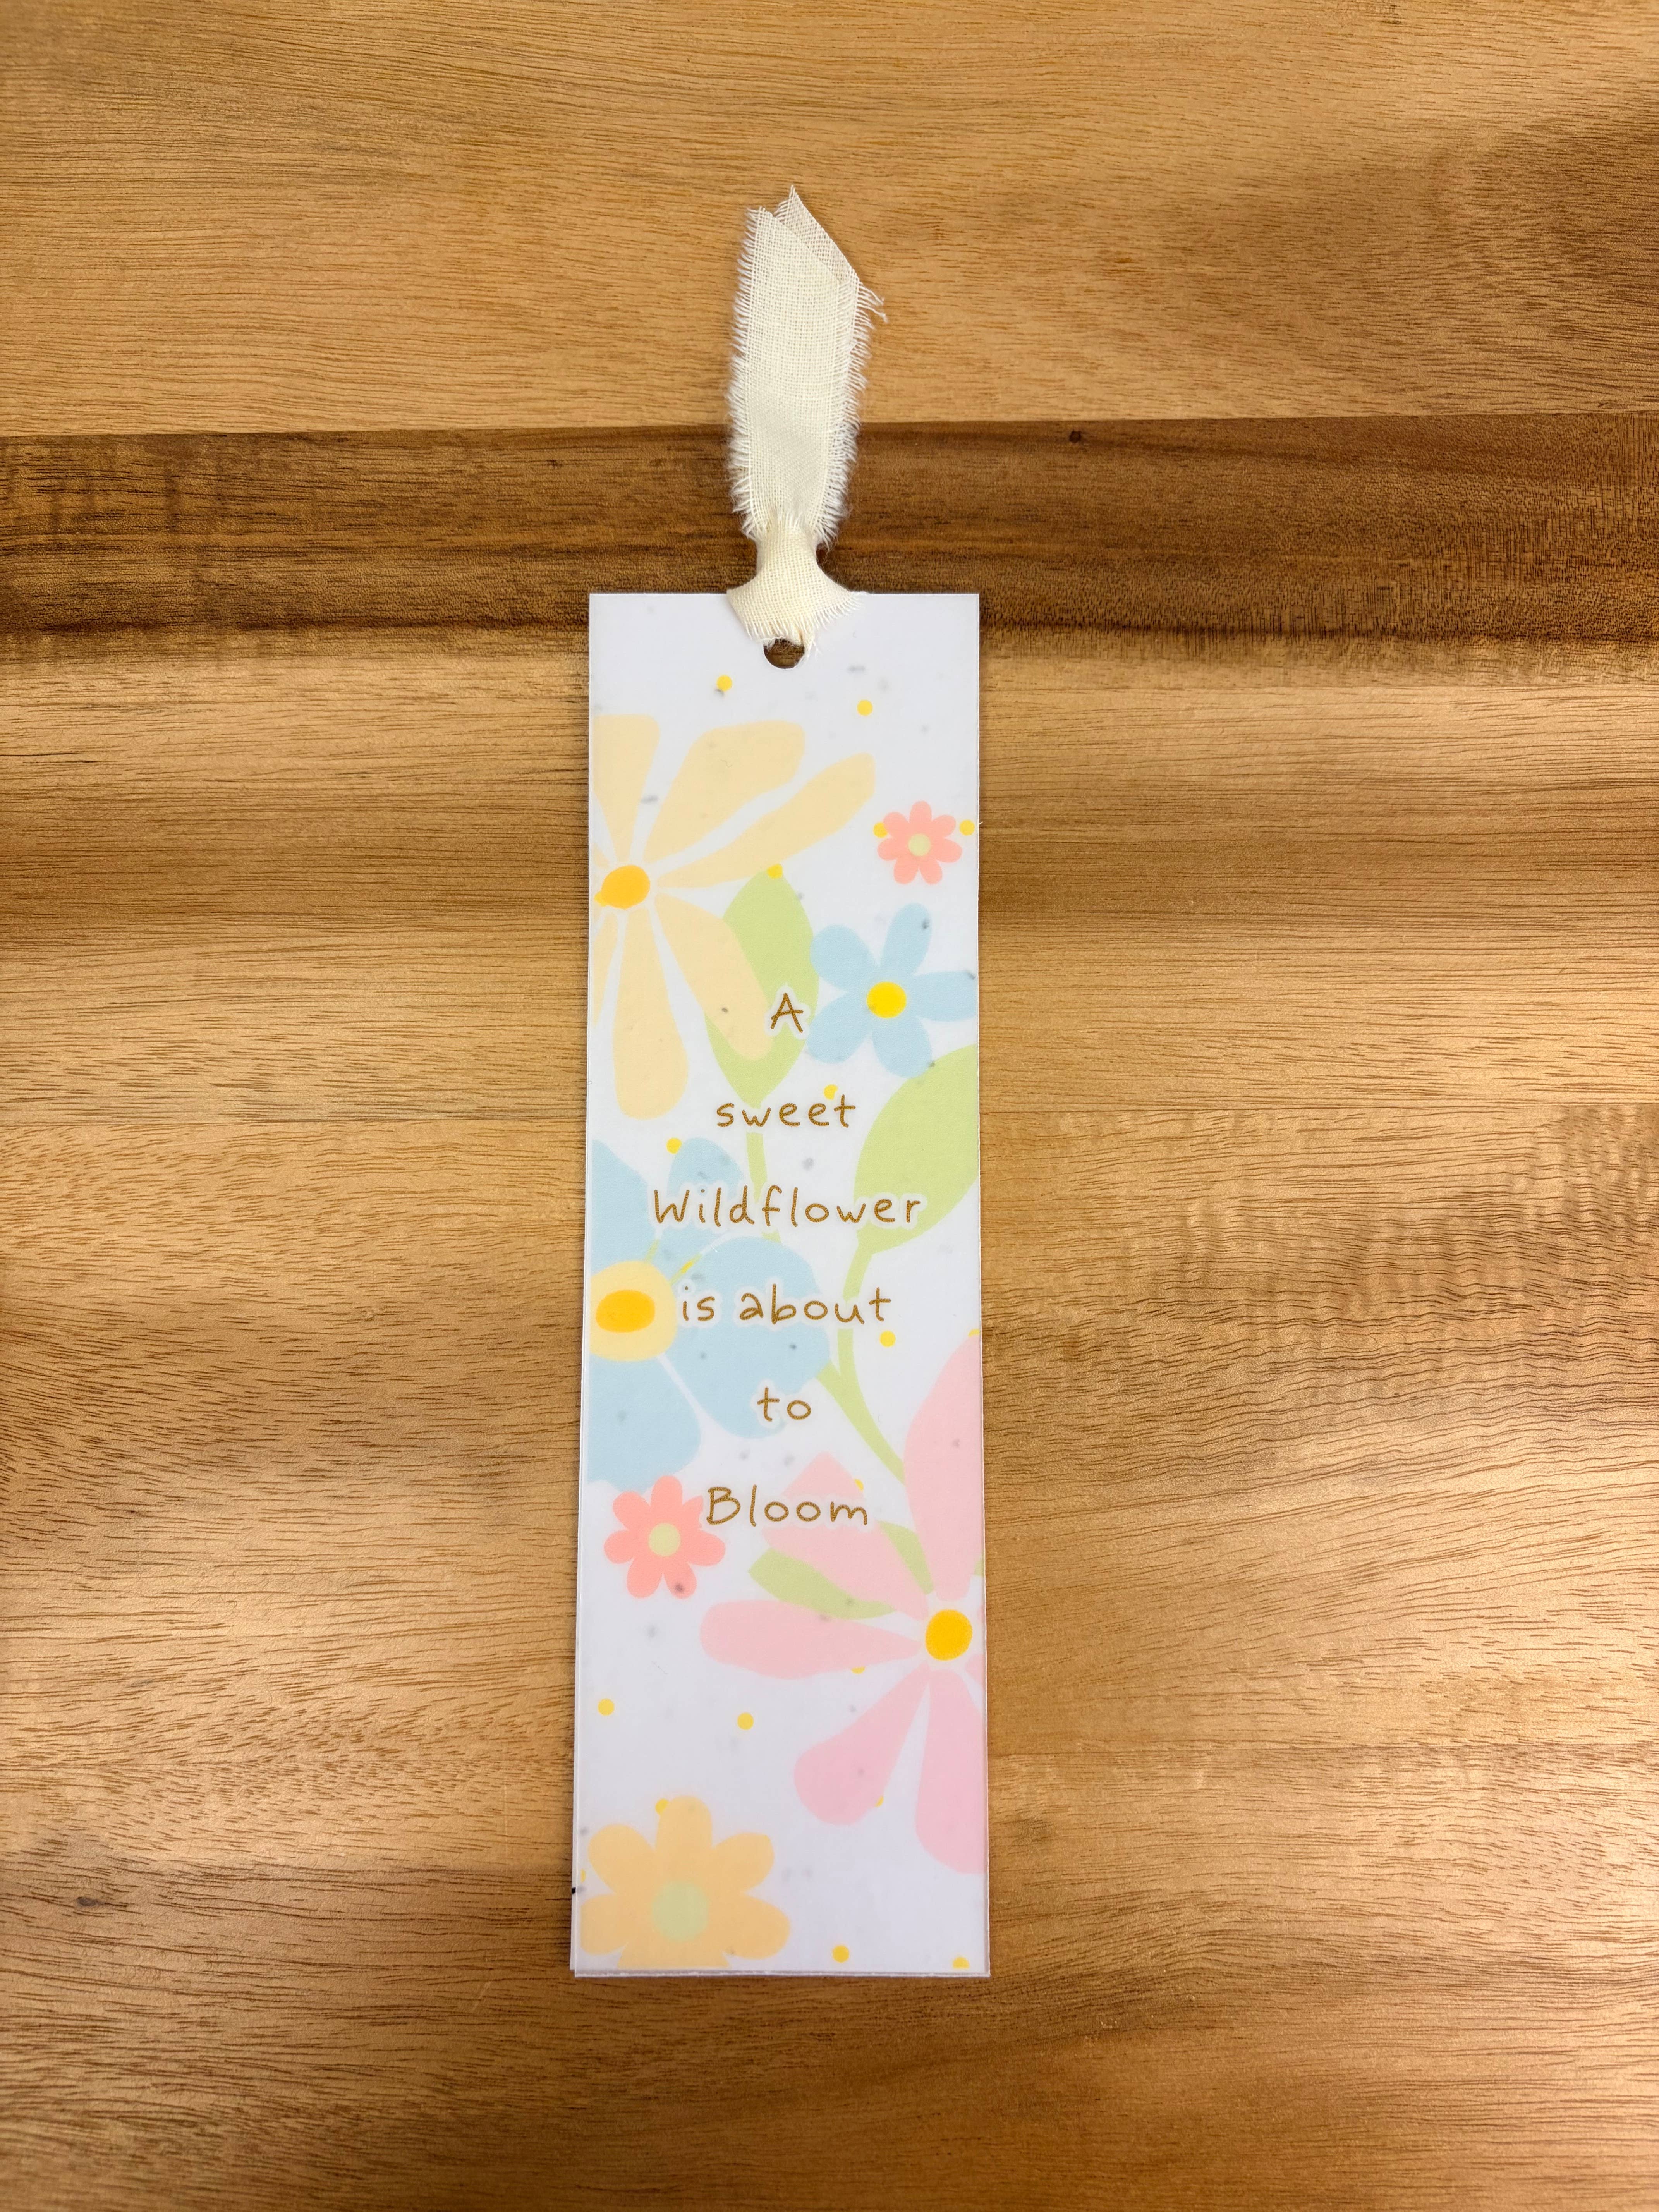 A
sweet
Wildflower
is about
to
Bloom